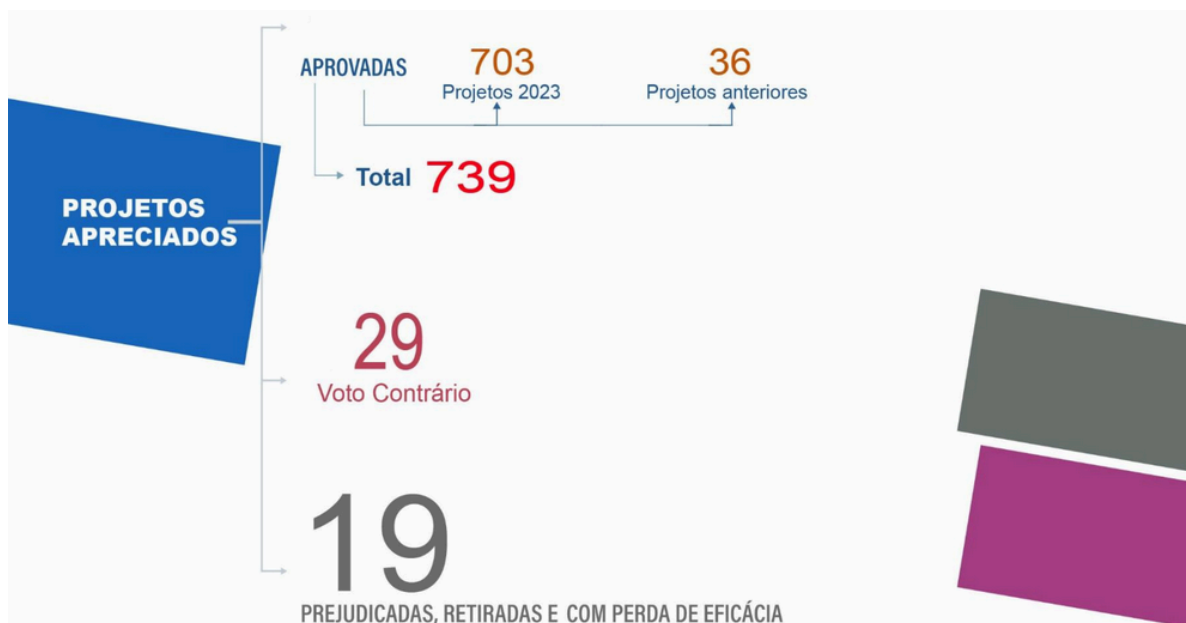 PROJETOS
APRECIADOS
APROVADAS
703
Projetos 2023
36
Projetos anteriores
Total 739
29
Voto Contrário
19
PREJUDICADAS, RETIRADAS E COM PERDA DE EFICÁCIA